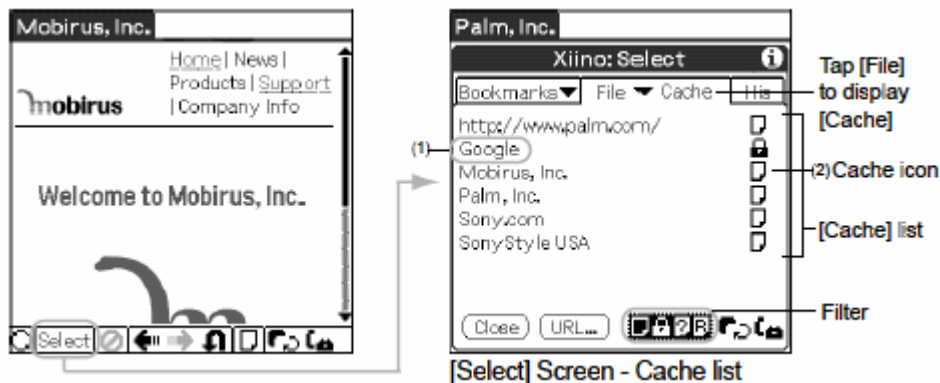 Mobirus, Inc.
Home | News |
Products | Support
| Company Info
mobirus
Welcome to Mobirus, Inc.
Select
Palm, Inc.
Xiino: Select
Bookmarks File Cache His
http://www.palm.com/
Google
Mobirus, Inc.
Palm, Inc.
Sony.com
SonyStyle USA
Close URL...
? R
(1)
Tap [File]
to display
[Cache]
(2) Cache icon
[Cache] list
Filter
[Select] Screen - Cache list